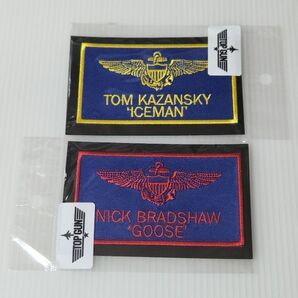 TOP GUN
TOM KAZANSKY
'ICEMAN'
NICK BRADSHAW
'GOOSE'
TOP GUN